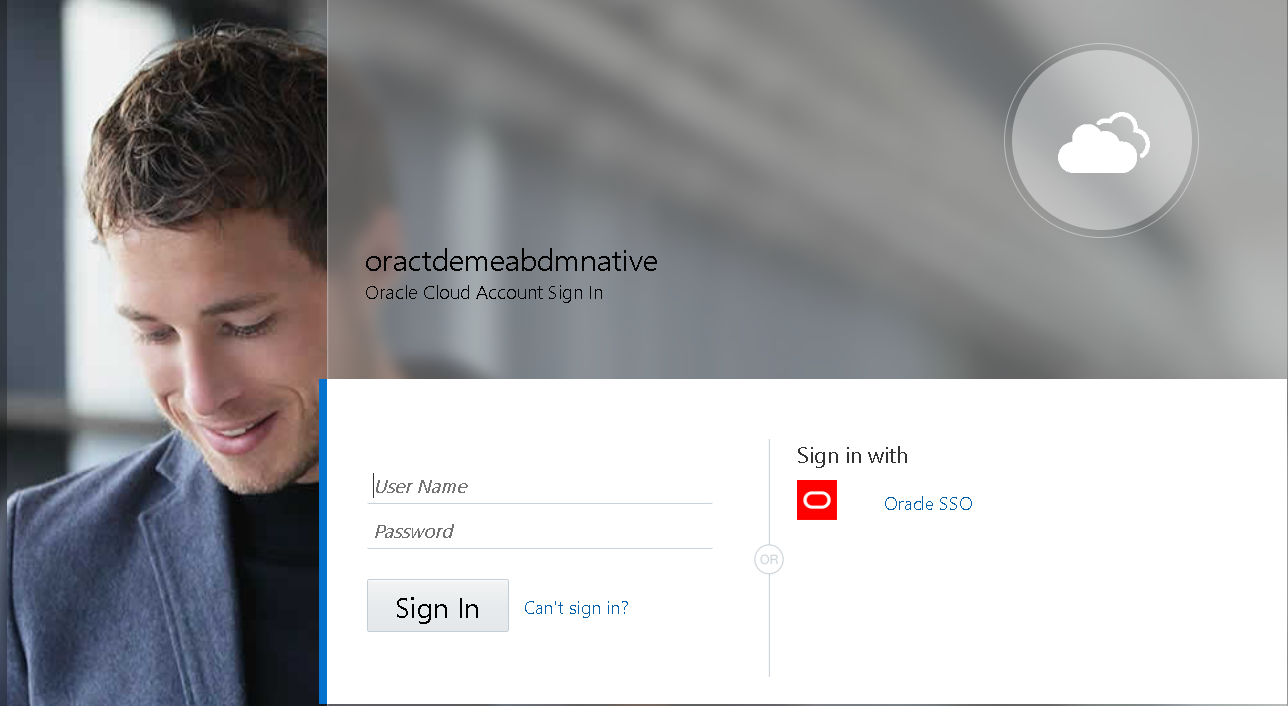 oractdemeabdmnative
Oracle Cloud Account Sign In
User Name
Password
Sign In
Can't sign in?
OR
Sign in with
Oracle SSO